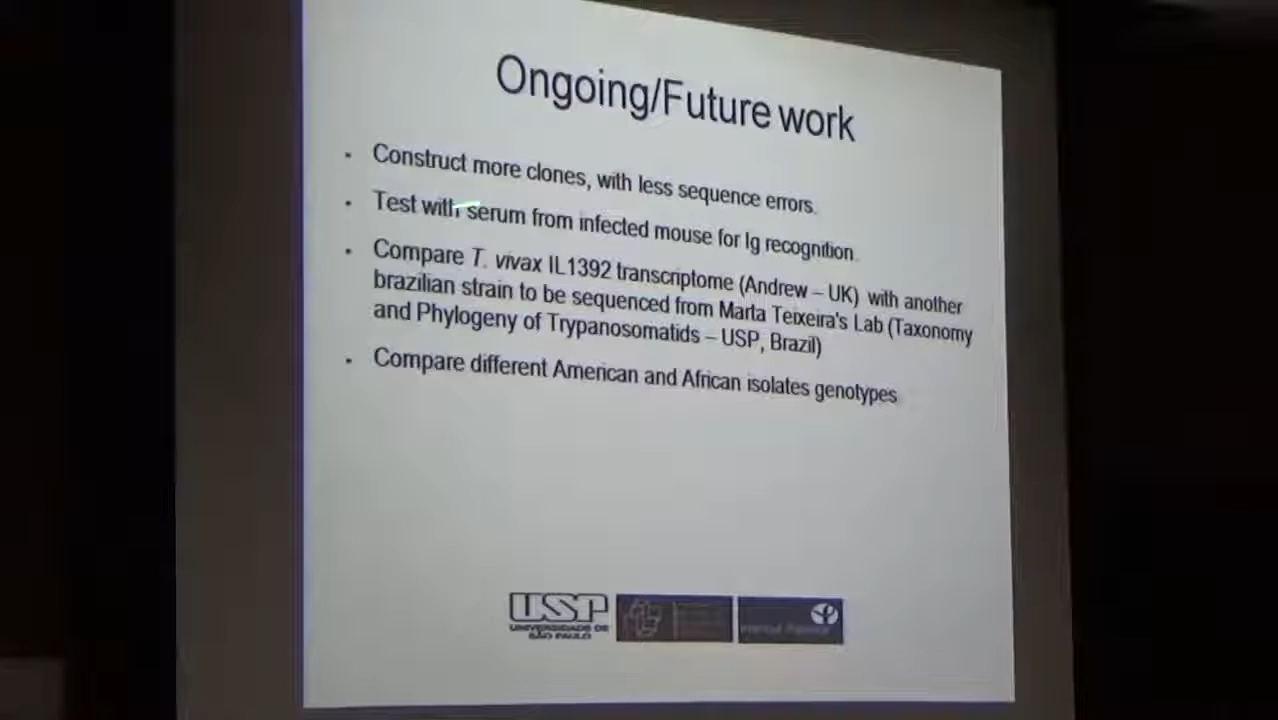 Ongoing/Future work
Construct more clones, with less sequence errors.
Test with serum from infected mouse for Ig recognition.
Compare T. vivax IL1392 transcriptome (Andrew – UK) with another
brazilian strain to be sequenced from Marta Teixeira's Lab (Taxonomy
and Phylogeny of Trypanosomatids – USP, Brazil)
Compare different American and African isolates genotypes
USP
UNIVERSIDADE DE
SÃO PAULO